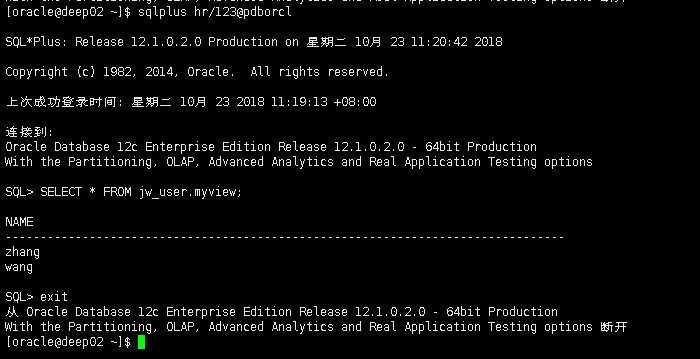 [oracle@deep02 ~]$ sqlplus hr/123@pdborcl
SQL*Plus: Release 12.1.0.2.0 Production on 星期二 10月 23 11:20:42 2018
Copyright (c) 1982, 2014, Oracle.  All rights reserved.
上次成功登录时间: 星期二 10月 23 2018 11:19:13 +08:00
连接到:
Oracle Database 12c Enterprise Edition Release 12.1.0.2.0 - 64bit Production
With the Partitioning, OLAP, Advanced Analytics and Real Application Testing options
SQL> SELECT * FROM jw_user.myview;
NAME
--------------------------------------------------------------------------------
zhang
wang
SQL> exit
从 Oracle Database 12c Enterprise Edition Release 12.1.0.2.0 - 64bit Production
With the Partitioning, OLAP, Advanced Analytics and Real Application Testing options 断开
[oracle@deep02 ~]$